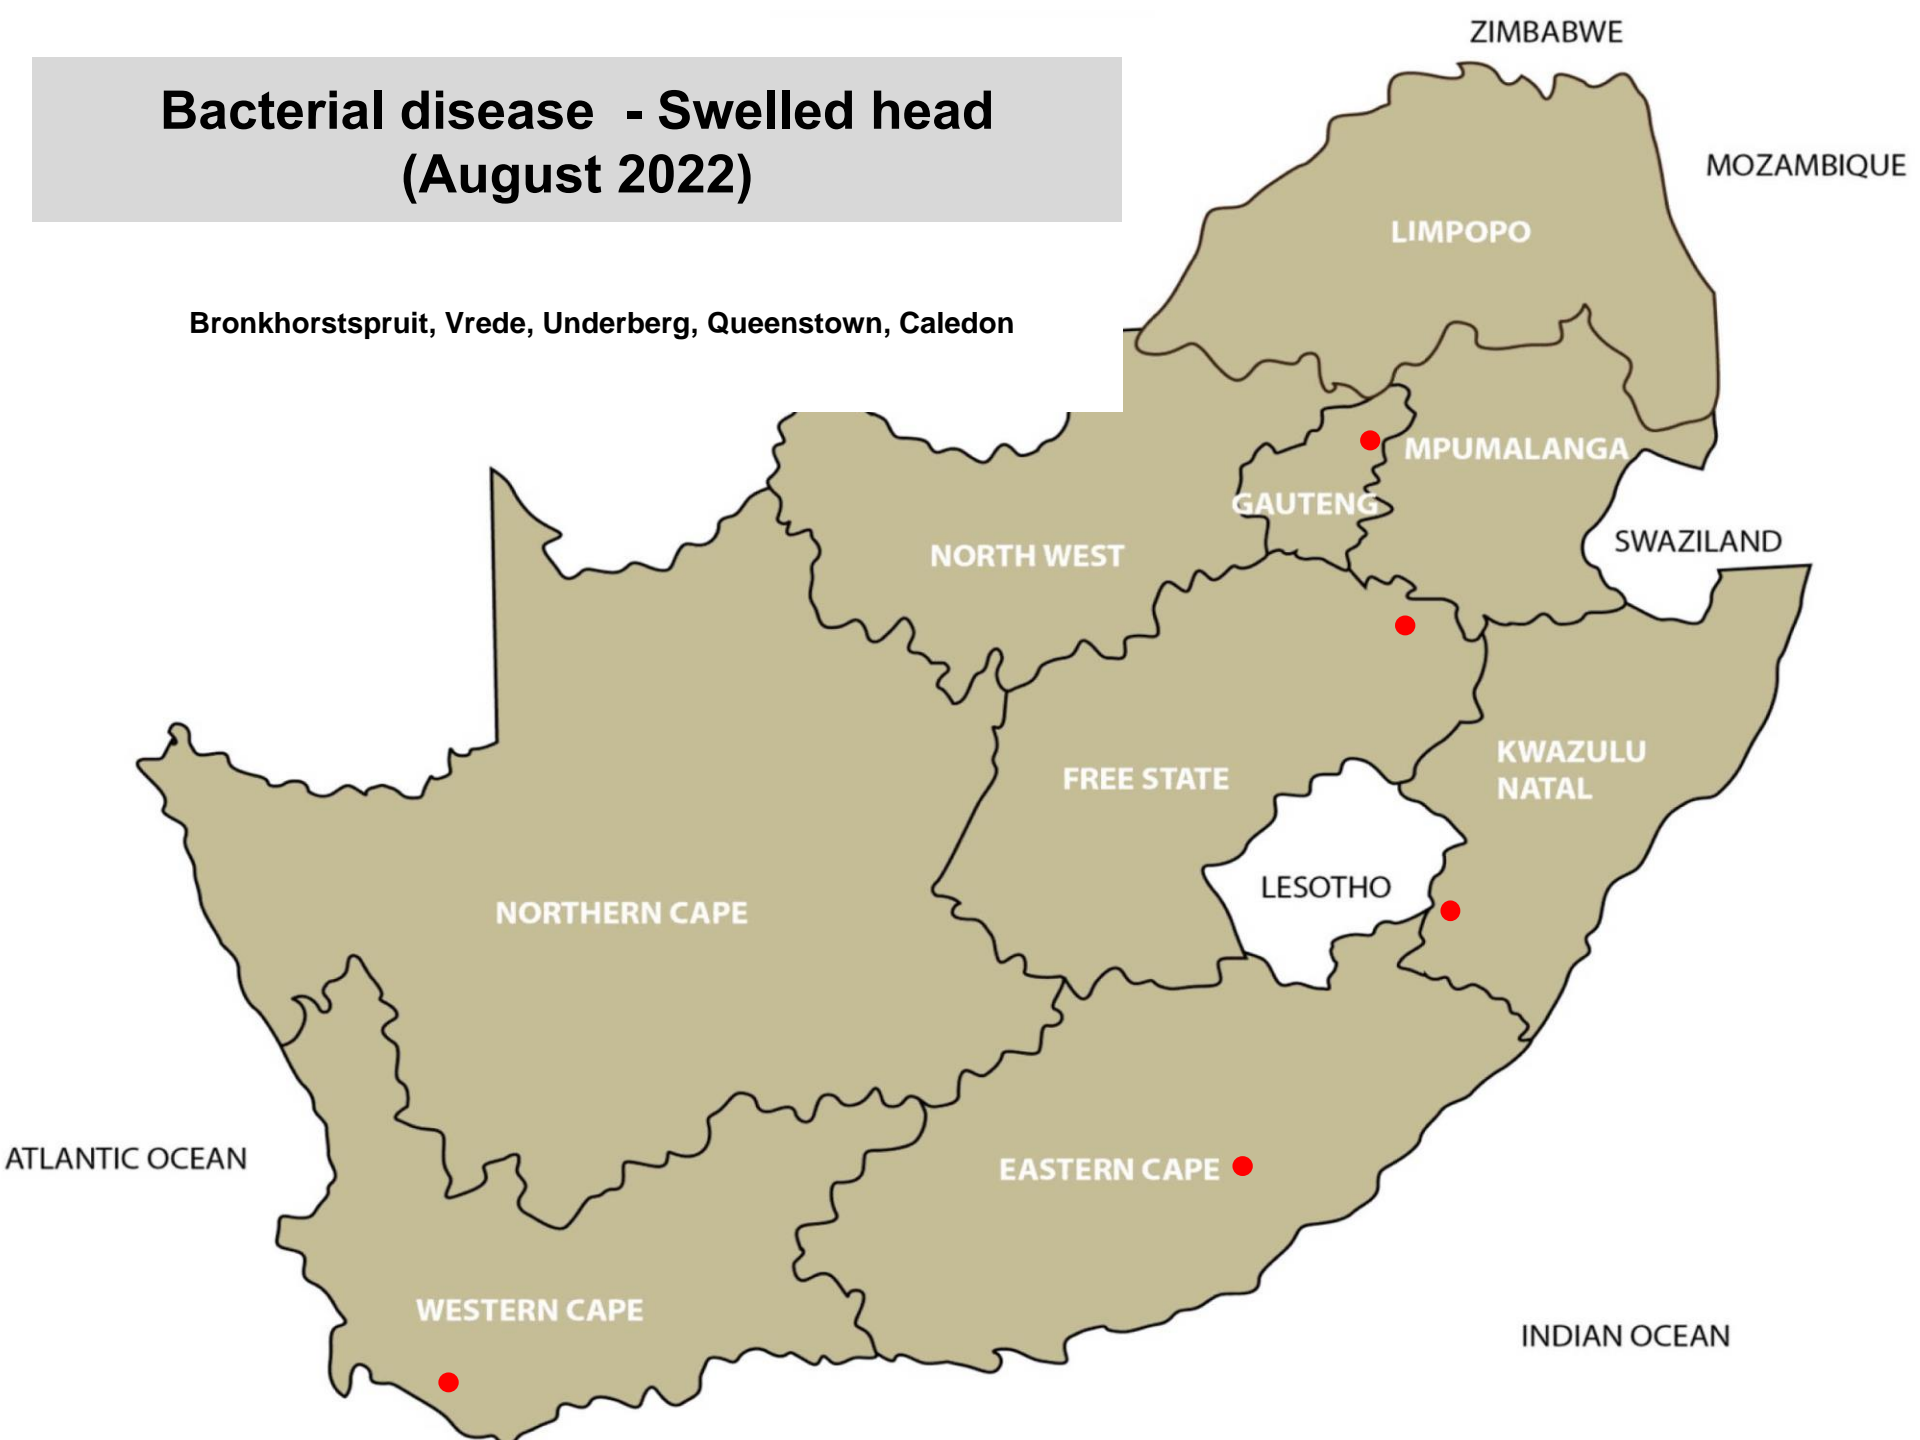 ZIMBABWE
Bacterial disease - Swelled head
(August 2022)
MOZAMBIQUE
LIMPOPO
Bronkhorstspruit, Vrede, Underberg, Queenstown, Caledon
MPUMALANGA
GAUTENG
SWAZILAND
NORTH WEST
KWAZULU
NATAL
FREE STATE
LESOTHO
NORTHERN CAPE
ATLANTIC OCEAN
EASTERN CAPE
WESTERN CAPE
INDIAN OCEAN